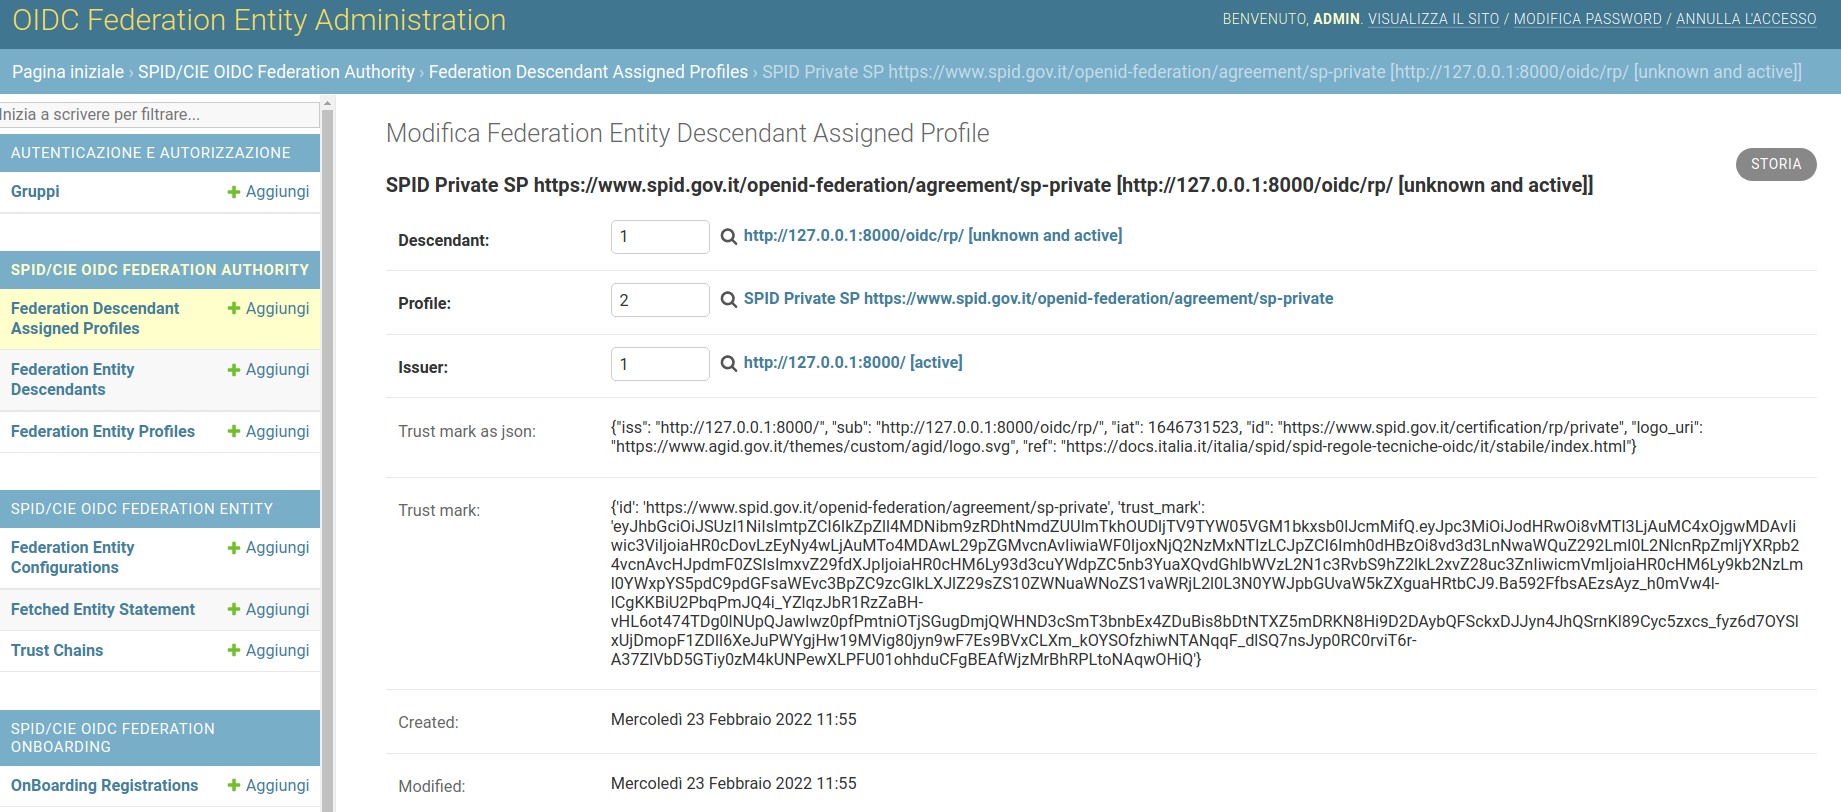 OIDC Federation Entity Administration
BENVENUTO, ADMIN. VISUALIZZA IL SITO / MODIFICA PASSWORD / ANNULLA L'ACCESSO
Pagina iniziale › SPID/CIE OIDC Federation Authority › Federation Descendant Assigned Profiles › SPID Private SP https://www.spid.gov.it/openid-federation/agreement/sp-private [http://127.0.0.1:8000/oidc/rp/ [unknown and active]]
Inizia a scrivere per filtrare...
AUTENTICAZIONE E AUTORIZZAZIONE
Gruppi Aggiungi
SPID/CIE OIDC FEDERATION AUTHORITY
Federation Descendant Aggiungi
Assigned Profiles
Federation Entity Aggiungi
Descendants
Federation Entity Profiles Aggiungi
SPID/CIE OIDC FEDERATION ENTITY
Federation Entity Aggiungi
Configurations
Fetched Entity Statement Aggiungi
Trust Chains Aggiungi
SPID/CIE OIDC FEDERATION
ONBOARDING
OnBoarding Registrations Aggiungi
Modifica Federation Entity Descendant Assigned Profile
STORIA
SPID Private SP https://www.spid.gov.it/openid-federation/agreement/sp-private [http://127.0.0.1:8000/oidc/rp/ [unknown and active]]
Descendant: 1 http://127.0.0.1:8000/oidc/rp/ [unknown and active]
Profile: 2 SPID Private SP https://www.spid.gov.it/openid-federation/agreement/sp-private
Issuer: 1 http://127.0.0.1:8000/ [active]
Trust mark as json: {"iss": "http://127.0.0.1:8000/", "sub": "http://127.0.0.1:8000/oidc/rp/", "iat": 1646731523, "id": "https://www.spid.gov.it/certification/rp/private", "logo_uri":
"https://www.agid.gov.it/themes/custom/agid/logo.svg", "ref": "https://docs.italia.it/italia/spid/spid-regole-tecniche-oidc/it/stabile/index.html"}
Trust mark: {'id': 'https://www.spid.gov.it/openid-federation/agreement/sp-private', 'trust_mark':
Created: Mercoledì 23 Febbraio 2022 11:55
Modified: Mercoledì 23 Febbraio 2022 11:55